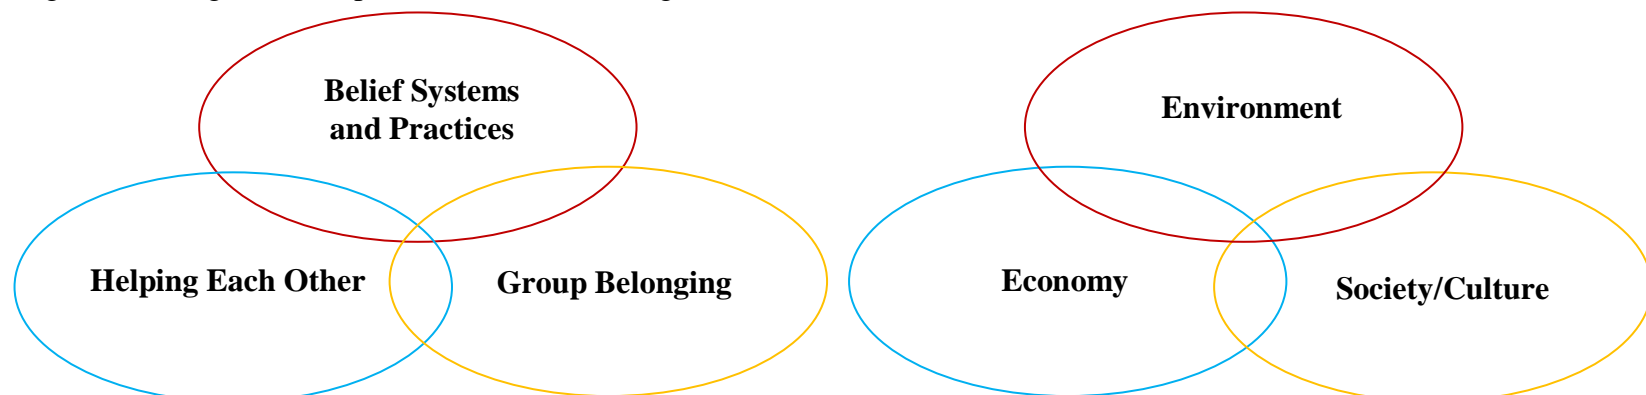 Belief Systems
and Practices
Helping Each Other
Group Belonging
Environment
Economy
Society/Culture